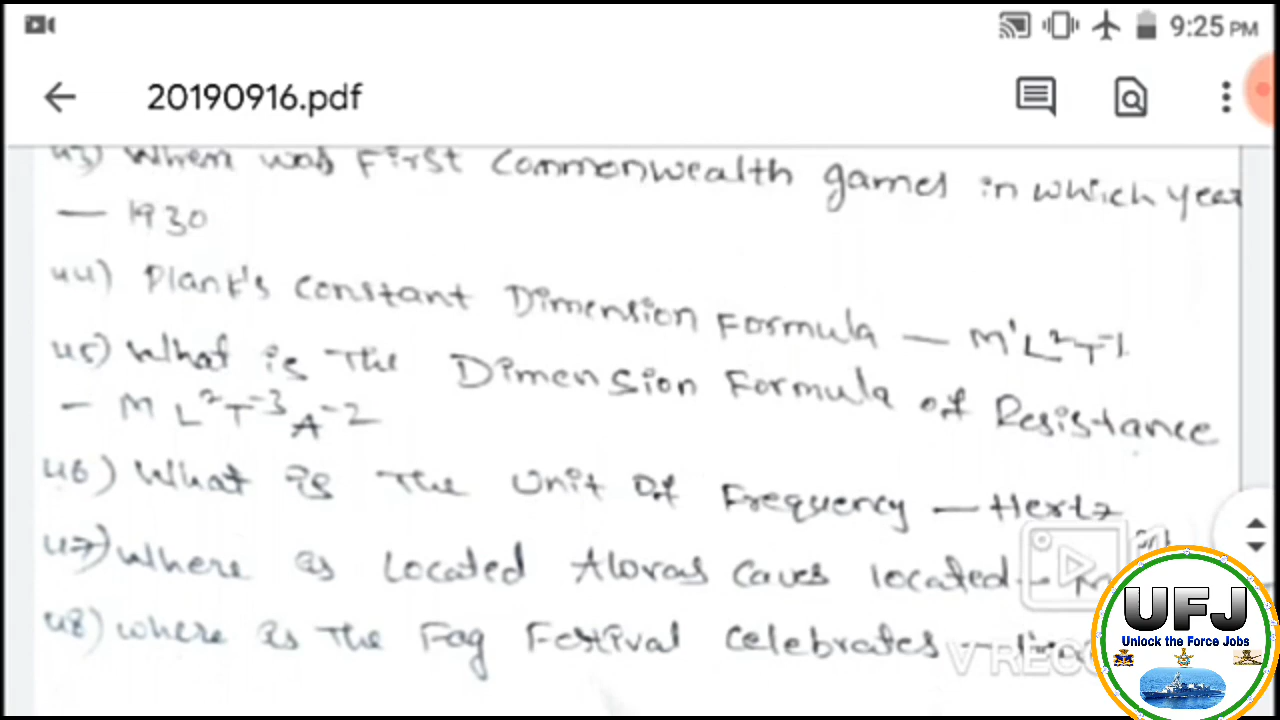 9:25 PM
20190916.pdf
43) When was First Commonwealth games in which year
— 1930
44) Plank's Constant Dimension Formula — M¹L²T⁻¹
45) What is The Dimension Formula of Resistance
— M L²T⁻³A⁻²
46) What is The Unit Of Frequency — Hertz
47) Where is Located Aloras Caves located —
48) where is The Fag Festival celebrates —
V REC
UFJ
Unlock the Force Jobs